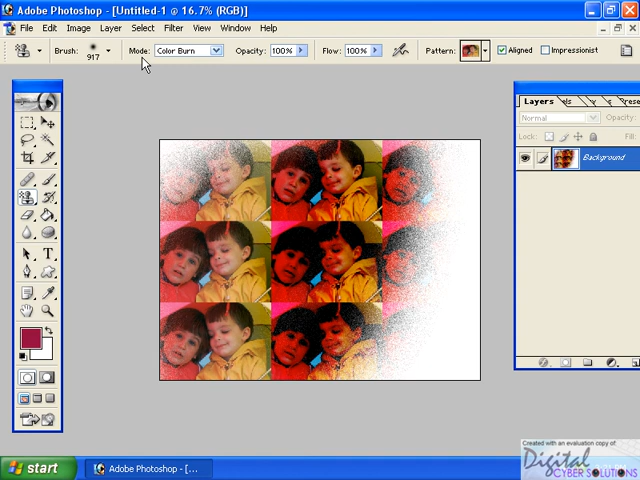 Adobe Photoshop - [Untitled-1 @ 16.7% (RGB)]
File Edit Image Layer Select Filter View Window Help
Brush: 917 Mode: Color Burn Opacity: 100% Flow: 100% Pattern: Aligned Impressionist
Layers
Normal Opacity:
Lock: Fill:
Background
T
start Adobe Photoshop - [...
Created with an evaluation copy of
Digital
CYBER SOLUTIONS